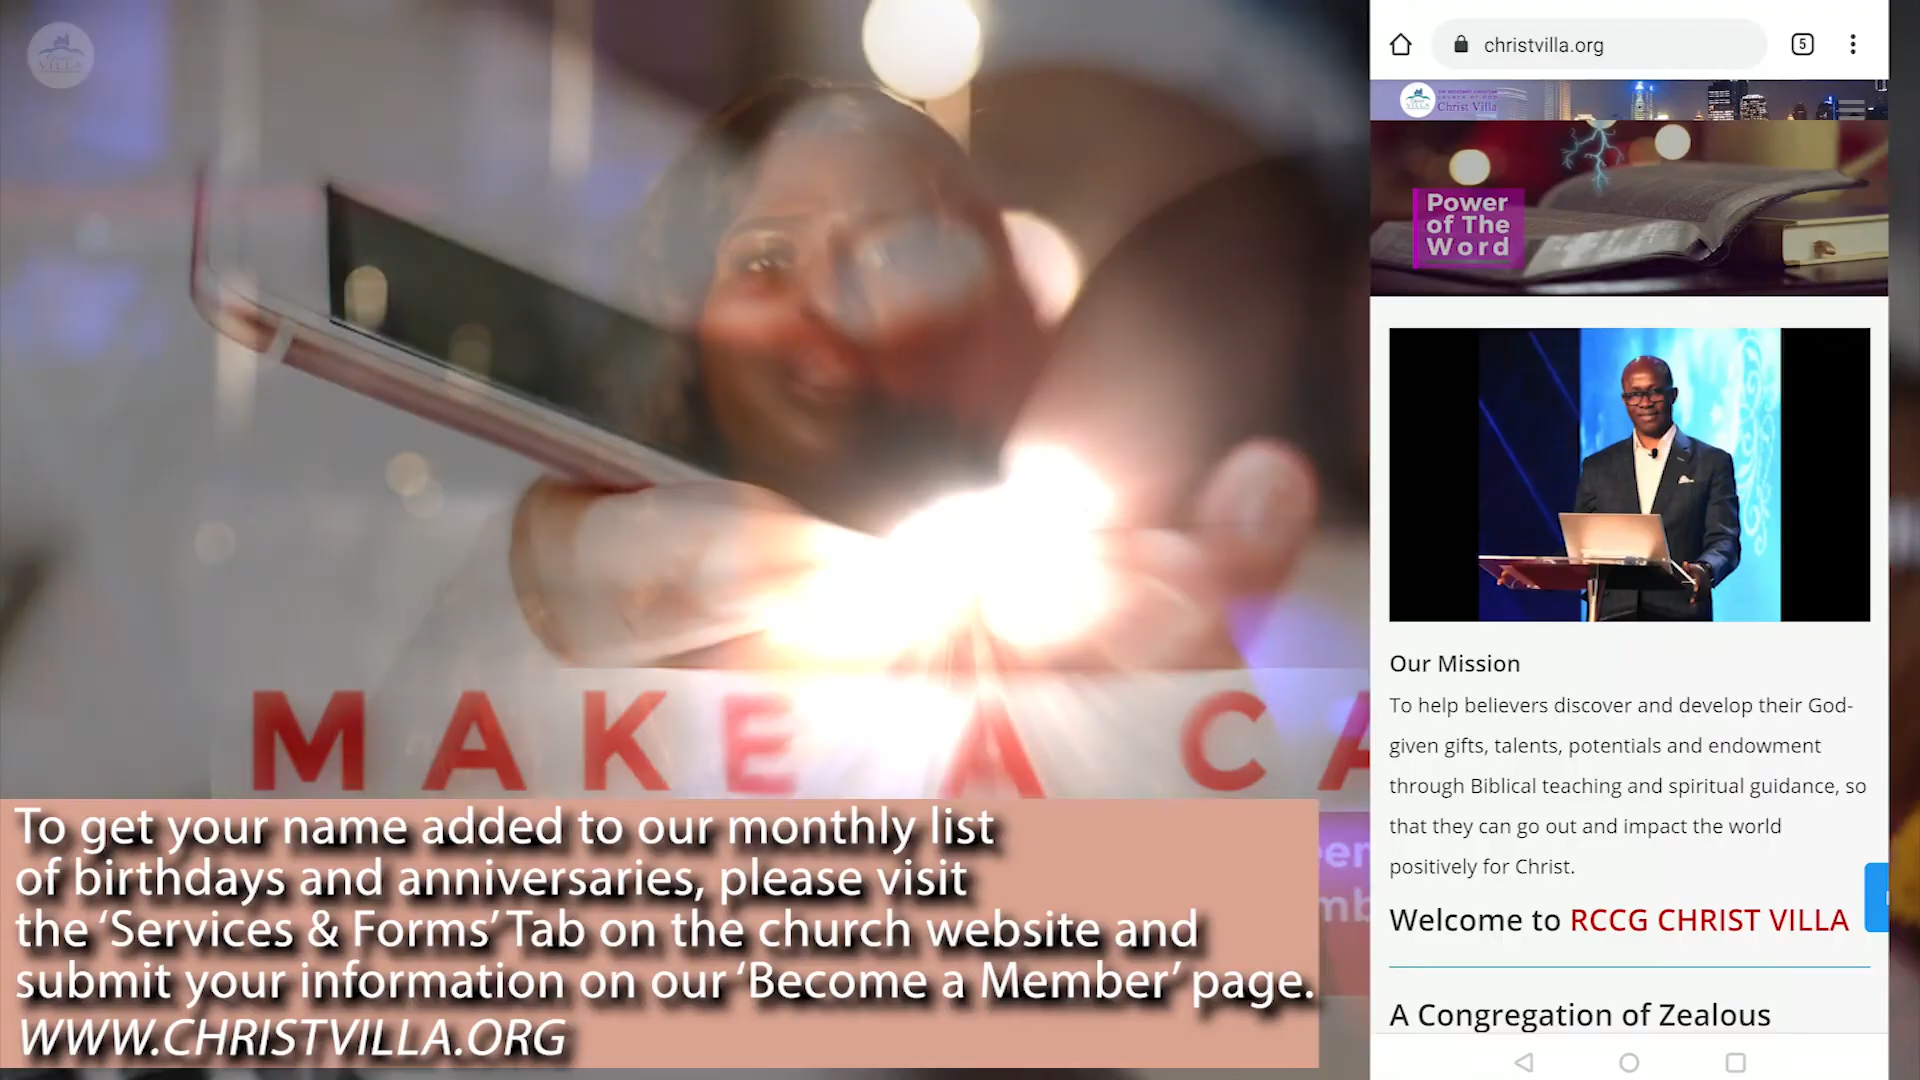 VILLA
MAKE A CA
To get your name added to our monthly list
of birthdays and anniversaries, please visit
the ‘Services & Forms’ Tab on the church website and
submit your information on our ‘Become a Member’ page.
WWW.CHRISTVILLA.ORG
christvilla.org
5
Christ Villa
Power
of The
Word
Our Mission
To help believers discover and develop their God-
given gifts, talents, potentials and endowment
through Biblical teaching and spiritual guidance, so
that they can go out and impact the world
positively for Christ.
Welcome to RCCG CHRIST VILLA
A Congregation of Zealous